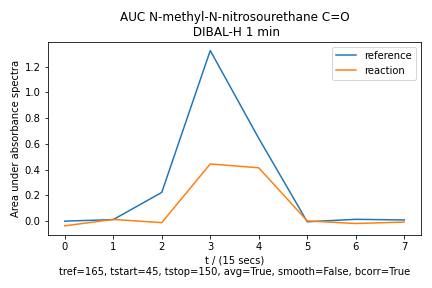 AUC N-methyl-N-nitrosourethane C=O
DIBAL-H 1 min
reference
reaction
Area under absorbance spectra
1.2
1.0
0.8
0.6
0.4
0.2
0.0
0 1 2 3 4 5 6 7
t / (15 secs)
tref=165, tstart=45, tstop=150, avg=True, smooth=False, bcorr=True